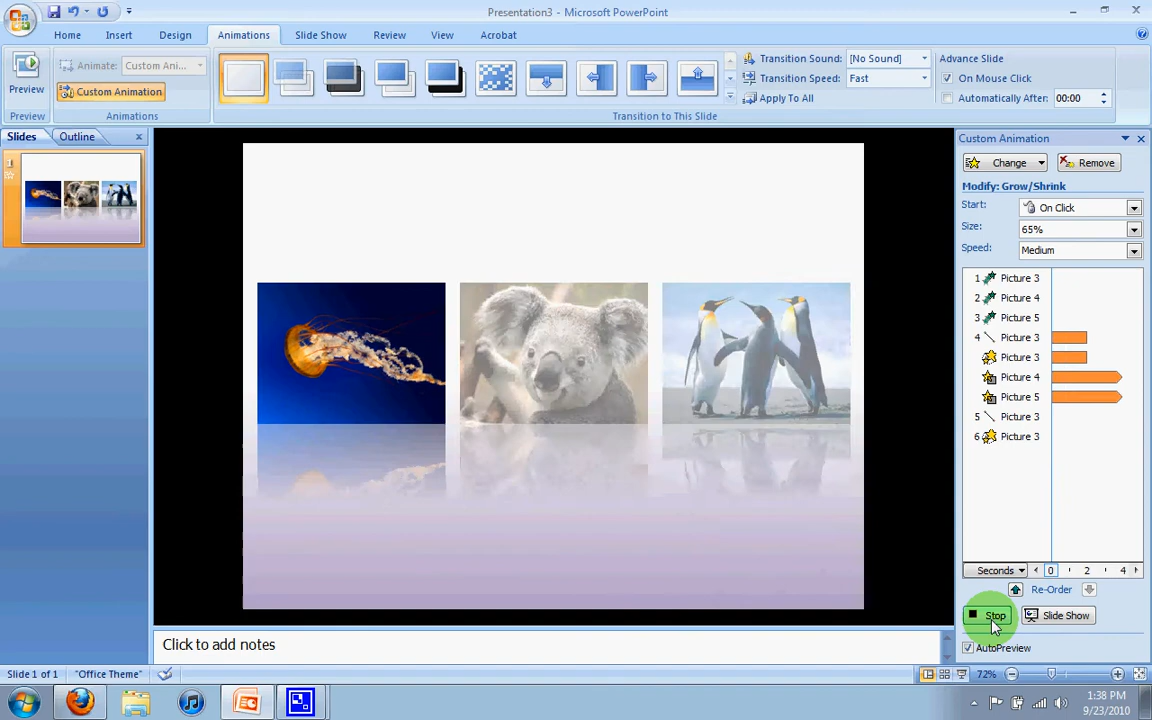 Presentation3 - Microsoft PowerPoint
Home Insert Design Animations Slide Show Review View Acrobat
Preview
Preview
Animate: Custom Ani...
Custom Animation
Animations
Transition Sound: [No Sound]
Transition Speed: Fast
Apply To All
Transition to This Slide
Advance Slide
On Mouse Click
Automatically After: 00:00
Slides Outline
1
Custom Animation
Change Remove
Modify: Grow/Shrink
Start: On Click
Size: 65%
Speed: Medium
1 Picture 3
2 Picture 4
3 Picture 5
4 Picture 3
Picture 3
Picture 4
Picture 5
5 Picture 3
6 Picture 3
Seconds 0 2 4
Re-Order
Stop Slide Show
AutoPreview
Click to add notes
Slide 1 of 1 "Office Theme" 72%
1:38 PM
9/23/2010